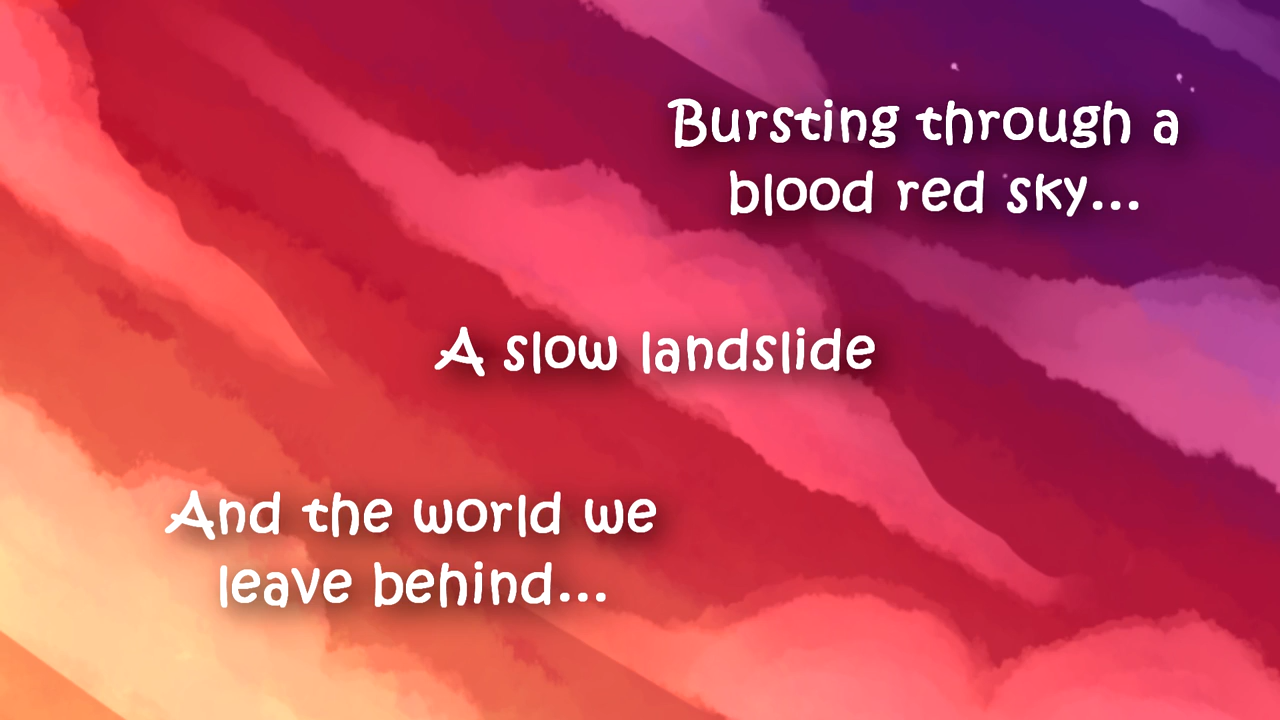 Bursting through a
blood red sky...
A slow landslide
And the world we
leave behind...